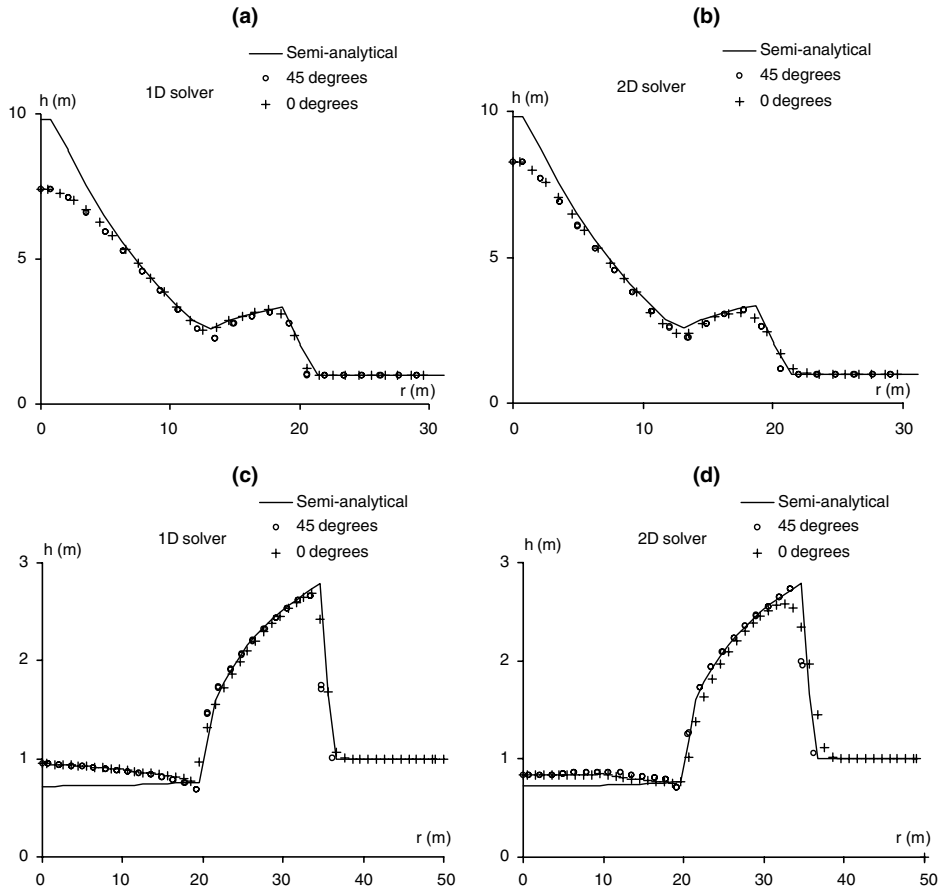 (a)
Semi-analytical
45 degrees
0 degrees
1D solver
h (m)
10
5
0
r (m)
0 10 20 30
(b)
Semi-analytical
45 degrees
0 degrees
2D solver
h (m)
10
5
0
r (m)
0 10 20 30
(c)
Semi-analytical
45 degrees
0 degrees
1D solver
h (m)
3
2
1
0
r (m)
0 10 20 30 40 50
(d)
Semi-analytical
45 degrees
0 degrees
2D solver
h (m)
3
2
1
0
r (m)
0 10 20 30 40 50